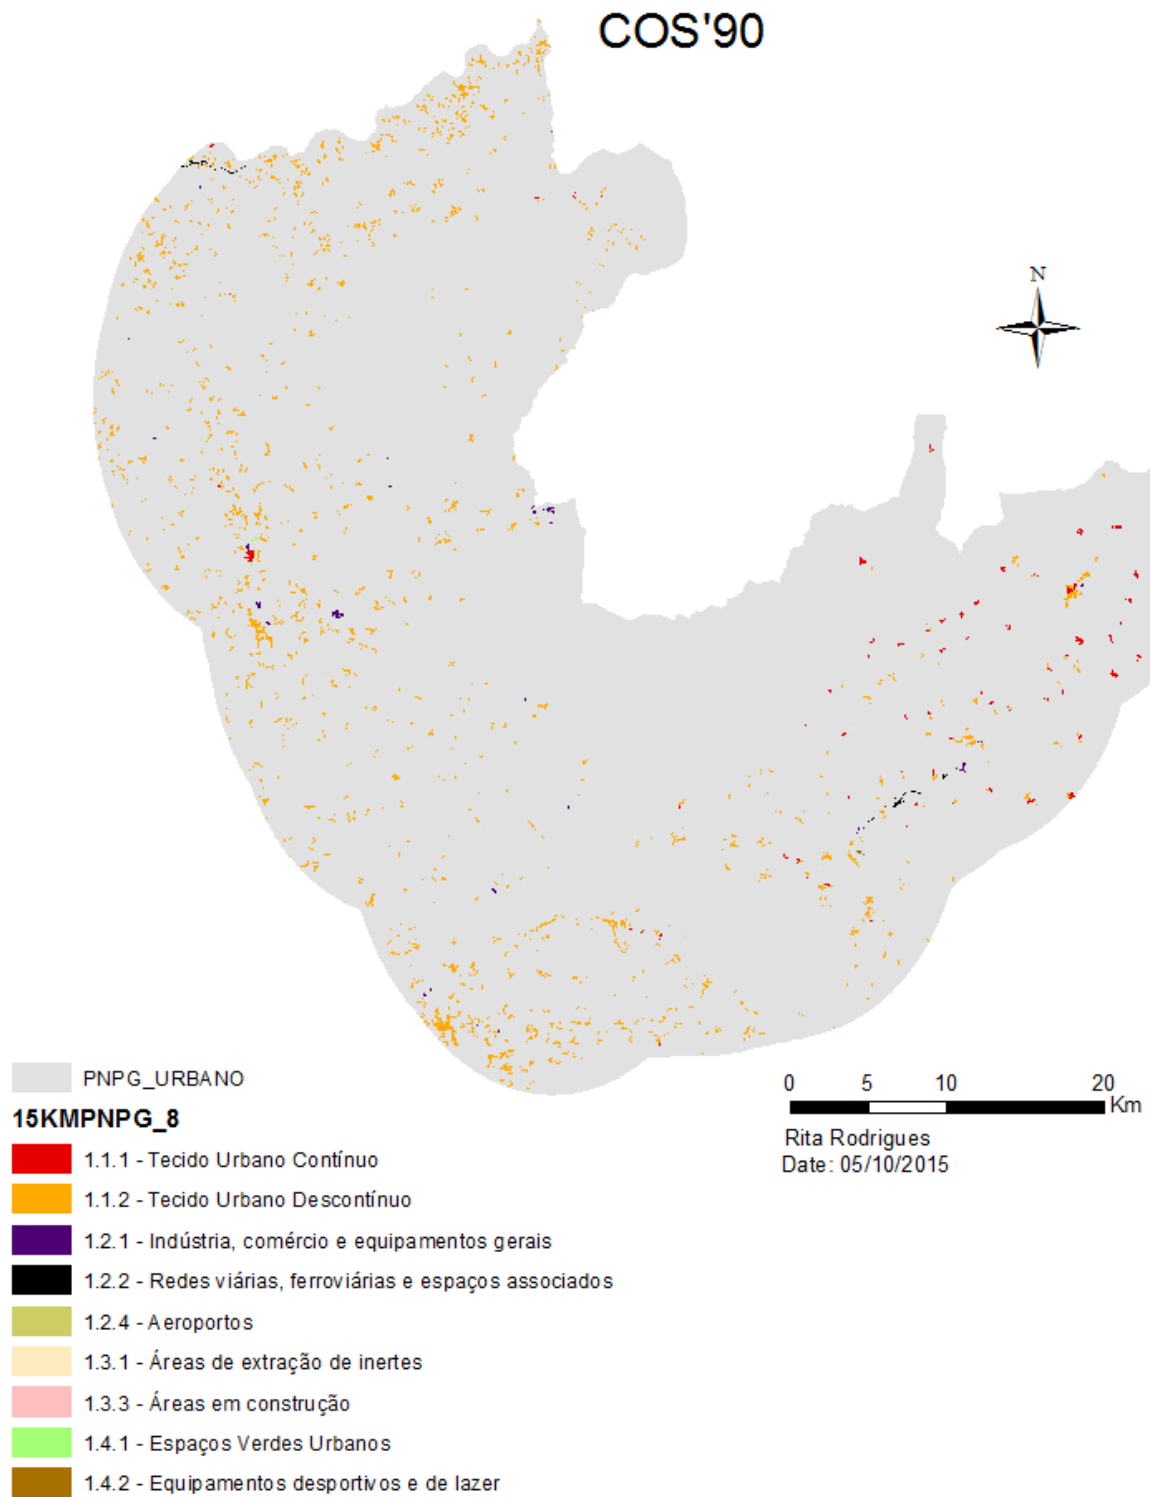 COS'90
N
PNPG_URBANO
15KMPNPG_8
1.1.1 - Tecido Urbano Contínuo
1.1.2 - Tecido Urbano Descontínuo
1.2.1 - Indústria, comércio e equipamentos gerais
1.2.2 - Redes viárias, ferroviárias e espaços associados
1.2.4 - Aeroportos
1.3.1 - Áreas de extração de inertes
1.3.3 - Áreas em construção
1.4.1 - Espaços Verdes Urbanos
1.4.2 - Equipamentos desportivos e de lazer
0 5 10 20
Km
Rita Rodrigues
Date: 05/10/2015